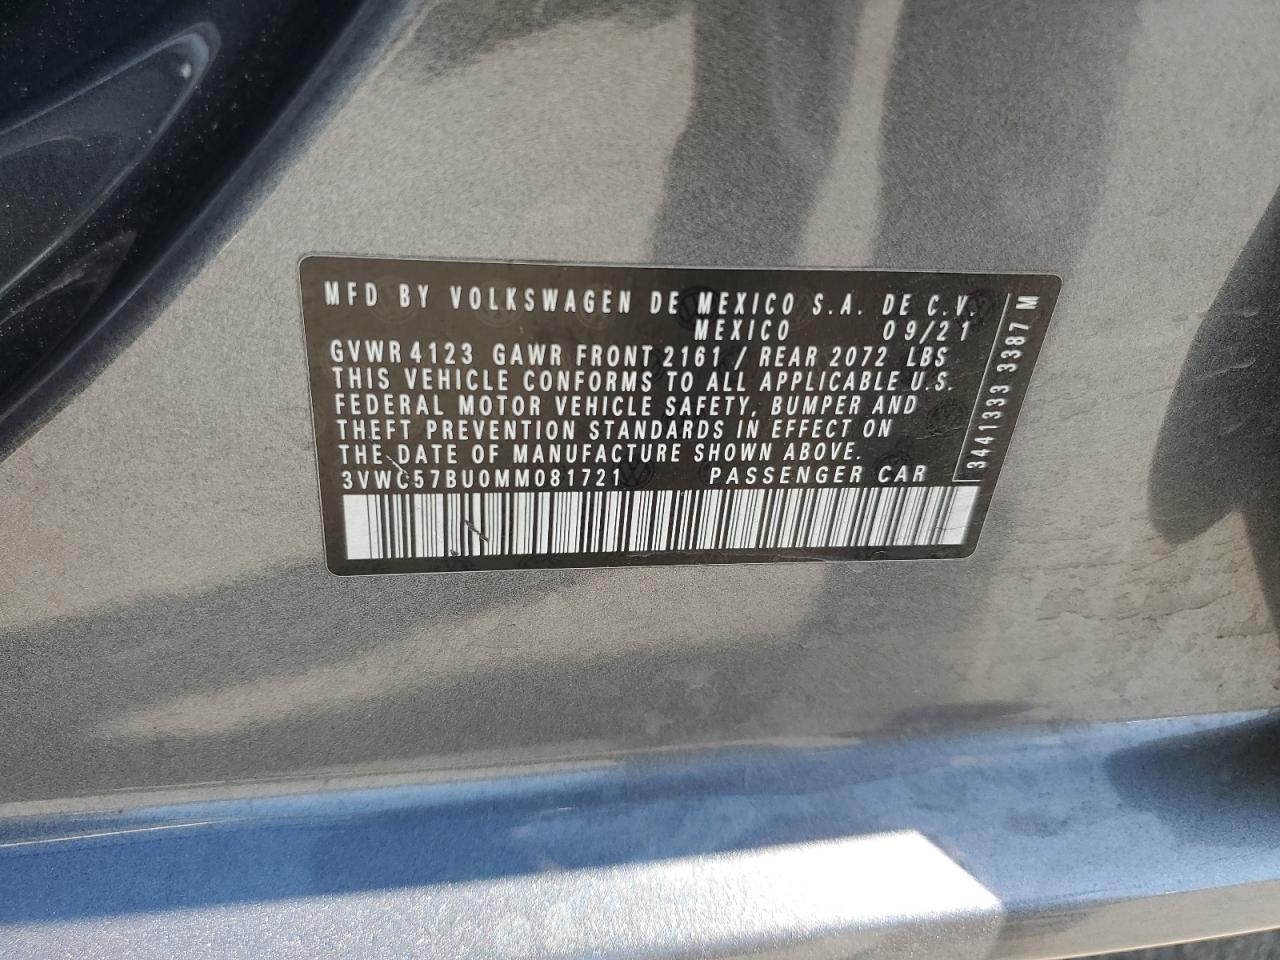 MFD BY VOLKSWAGEN DE MEXICO S.A. DE C.V.
MEXICO 09/21
GVWR 4123 GAWR FRONT 2161 / REAR 2072 LBS
THIS VEHICLE CONFORMS TO ALL APPLICABLE U.S.
FEDERAL MOTOR VEHICLE SAFETY, BUMPER AND
THEFT PREVENTION STANDARDS IN EFFECT ON
THE DATE OF MANUFACTURE SHOWN ABOVE.
3VWC57BU0MM081721 PASSENGER CAR
3441333 3387 M